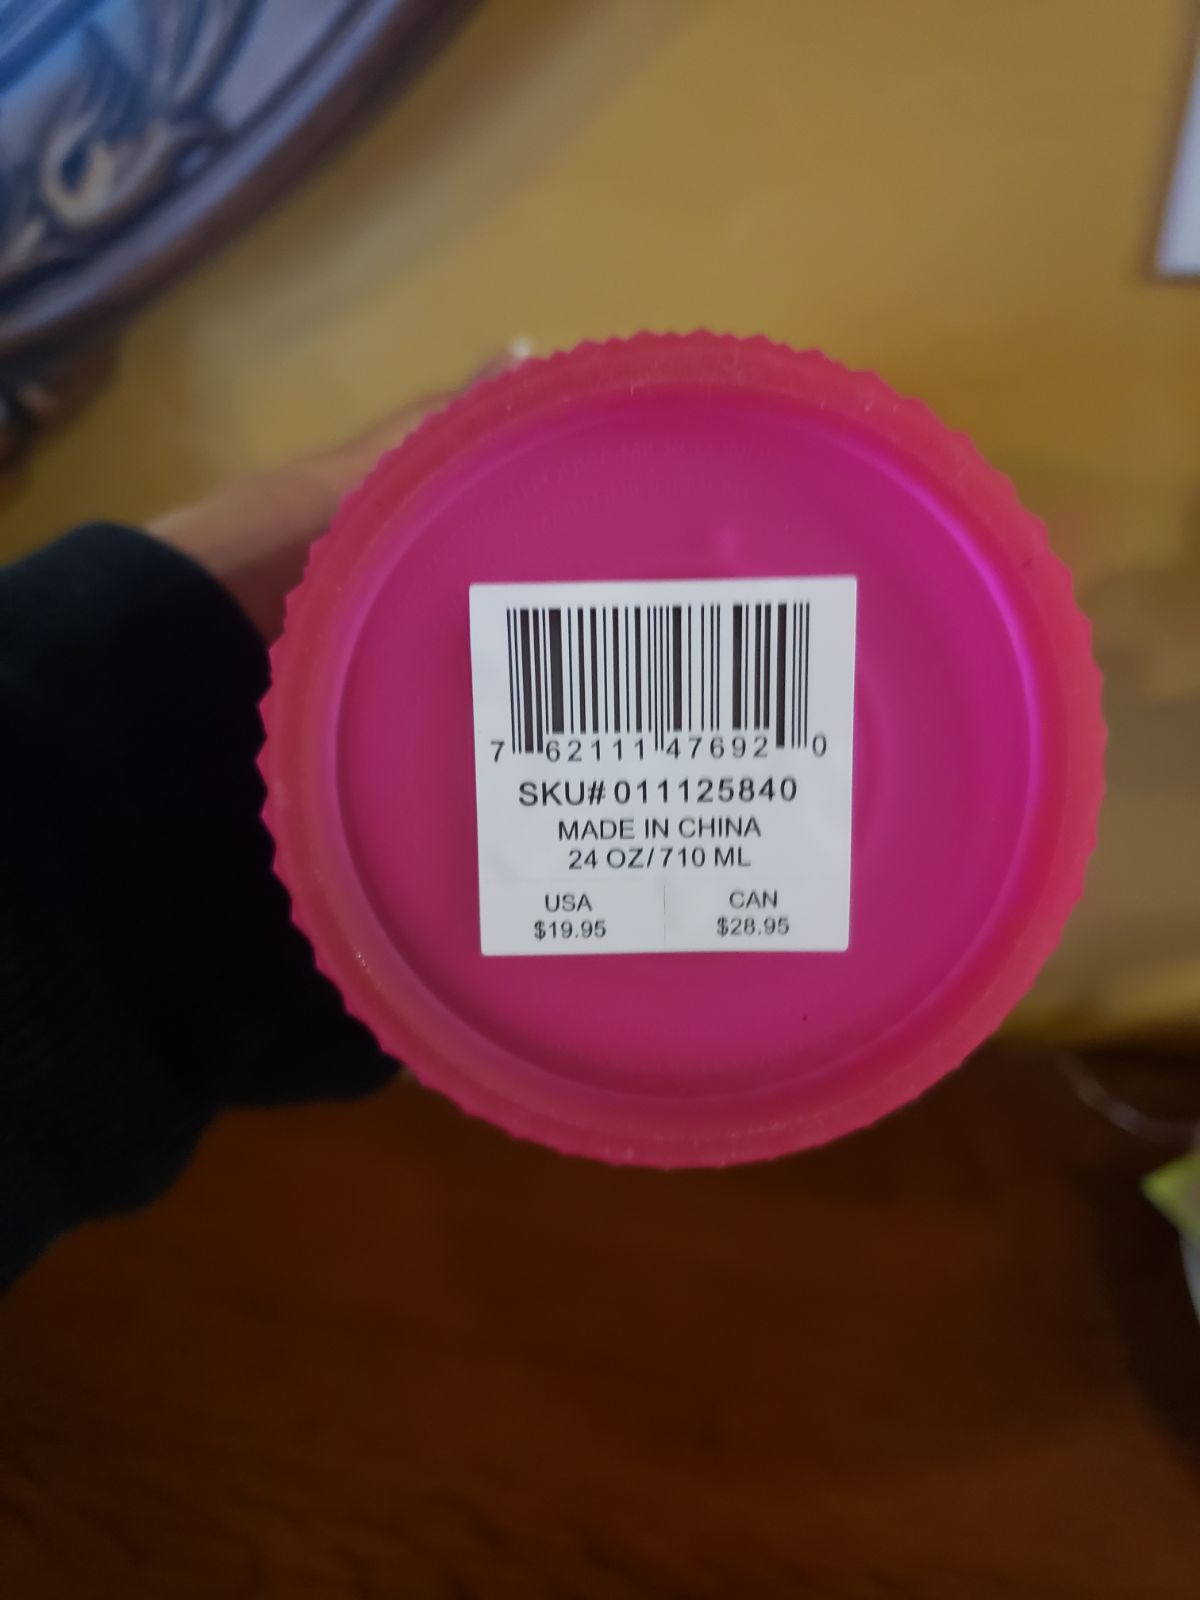 7 62111 47692 0
SKU# 011125840
MADE IN CHINA
24 OZ/710 ML
USA CAN
$19.95 $28.95